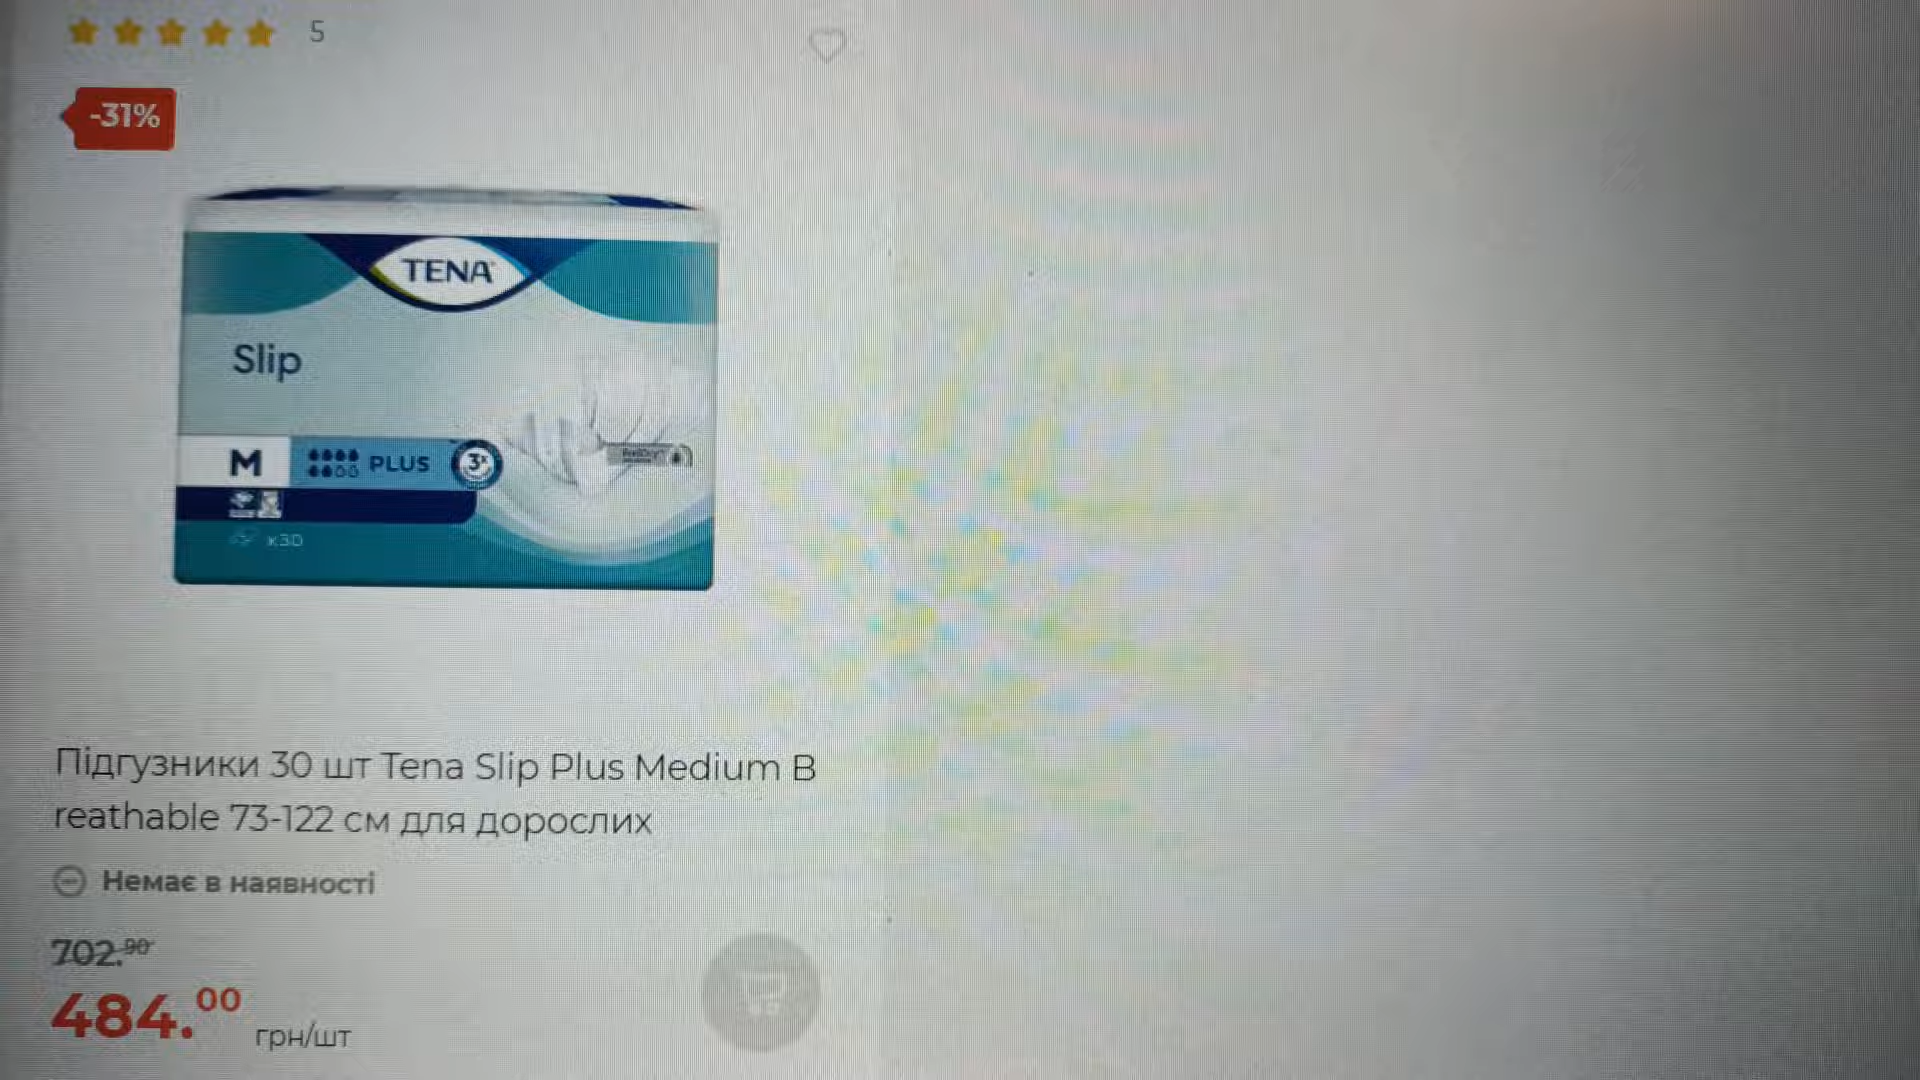 5
-31%
TENA
Slip
M PLUS 3x
x30
Підгузники 30 шт Tena Slip Plus Medium B
reathable 73-122 см для дорослих
Немає в наявності
702.90
484.00 грн/шт